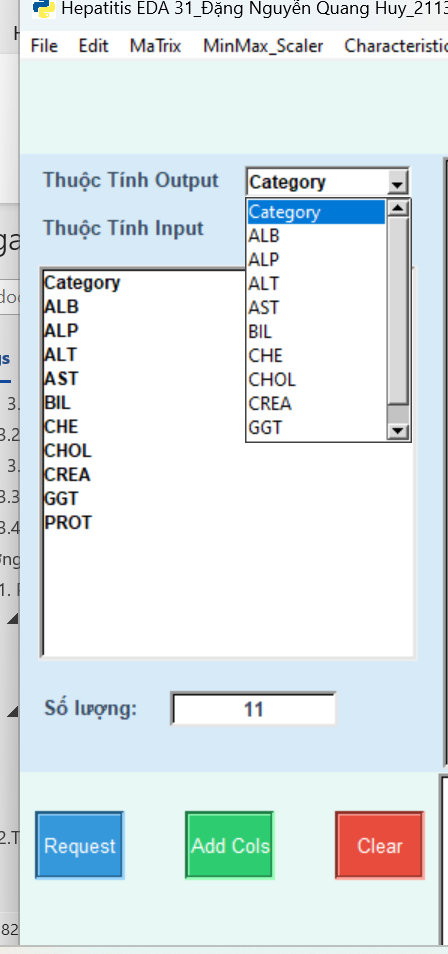 Hepatitis EDA 31_Đặng Nguyễn Quang Huy_2113
File Edit MaTrix MinMax_Scaler Characteristic
Thuộc Tính Output
Category
Thuộc Tính Input
Category
ALB
ALP
ALT
AST
BIL
CHE
CHOL
CREA
GGT
Category
ALB
ALP
ALT
AST
BIL
CHE
CHOL
CREA
GGT
PROT
Số lượng:
11
Request
Add Cols
Clear